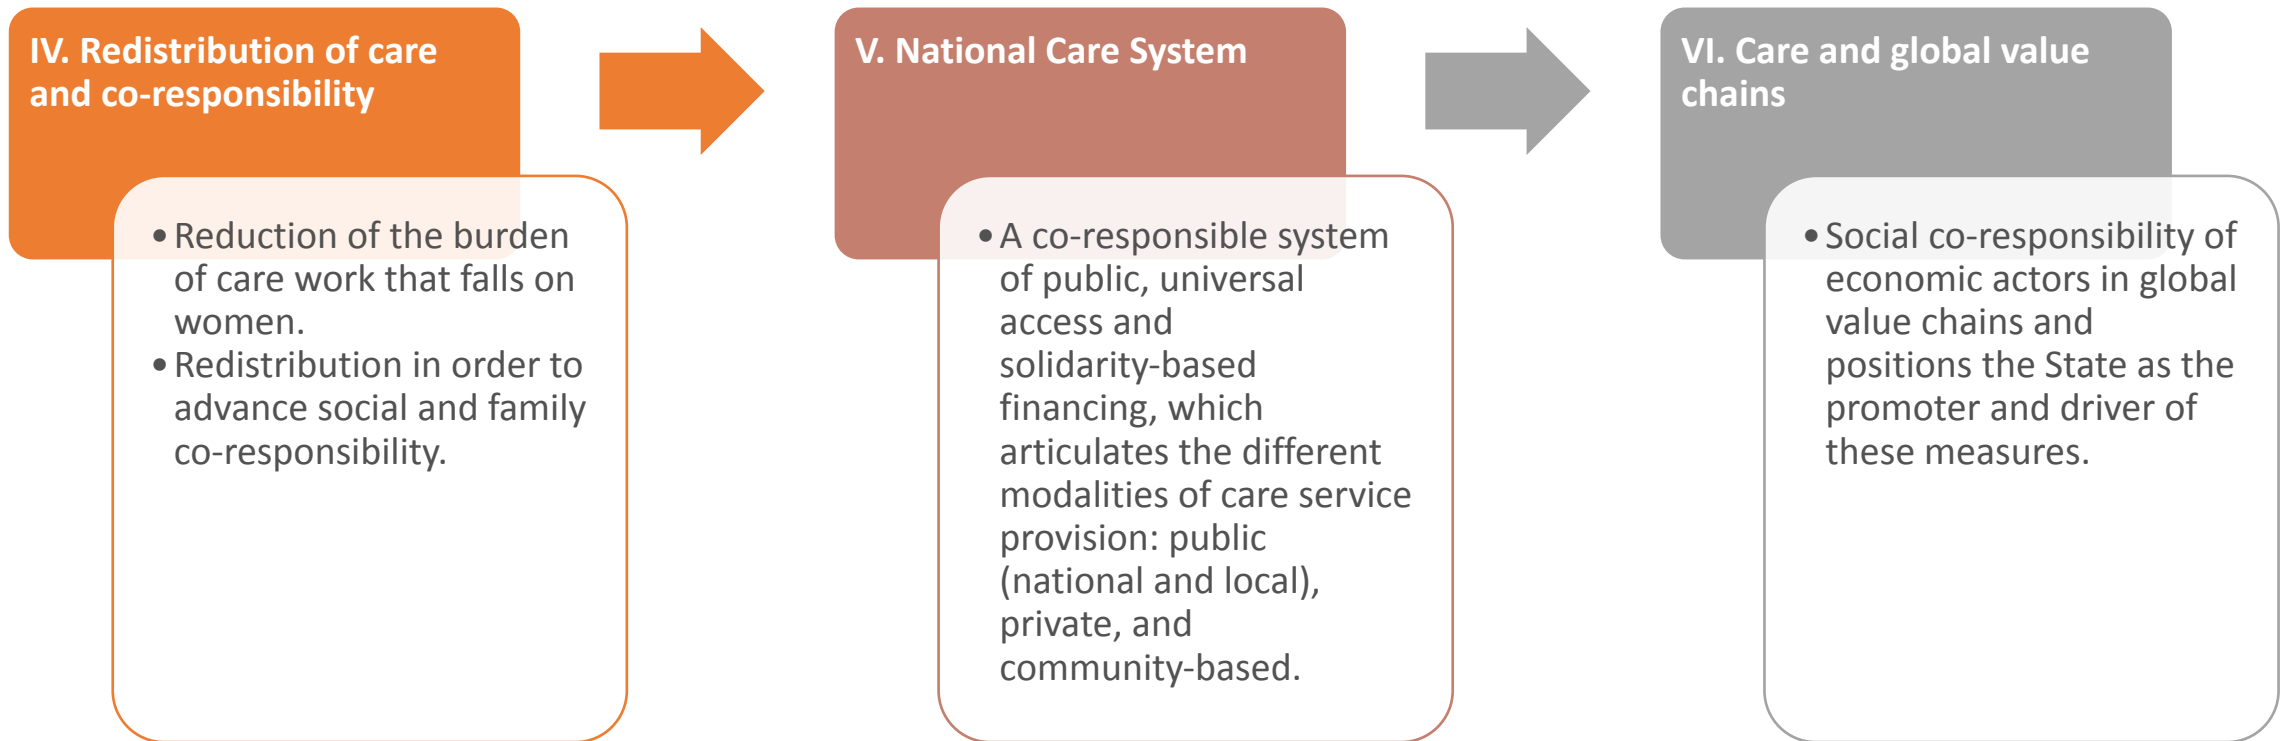 IV. Redistribution of care
and co-responsibility
•Reduction of the burden
of care work that falls on
women.
•Redistribution in order to
advance social and family
co-responsibility.
V. National Care System
•A co-responsible system
of public, universal
access and
solidarity-based
financing, which
articulates the different
modalities of care service
provision: public
(national and local),
private, and
community-based.
VI. Care and global value
chains
•Social co-responsibility of
economic actors in global
value chains and
positions the State as the
promoter and driver of
these measures.